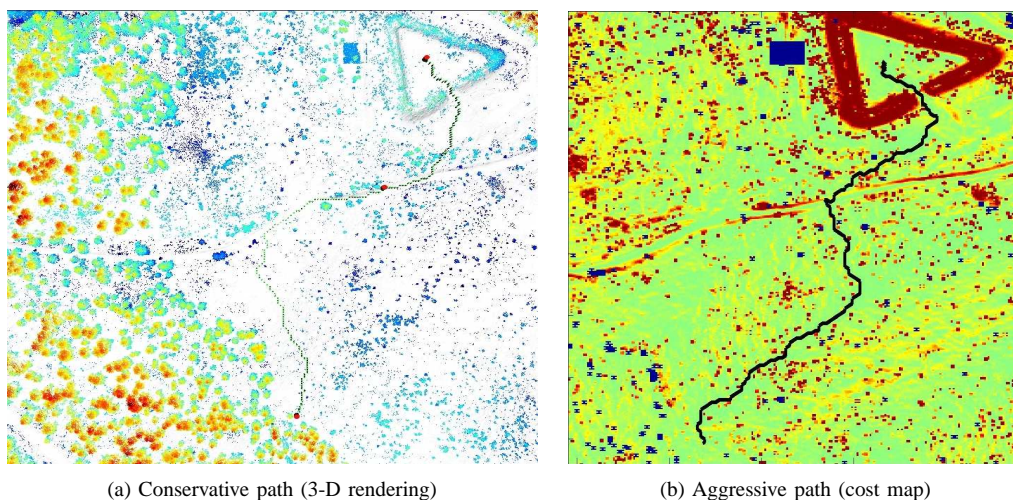 (a) Conservative path (3-D rendering)
(b) Aggressive path (cost map)